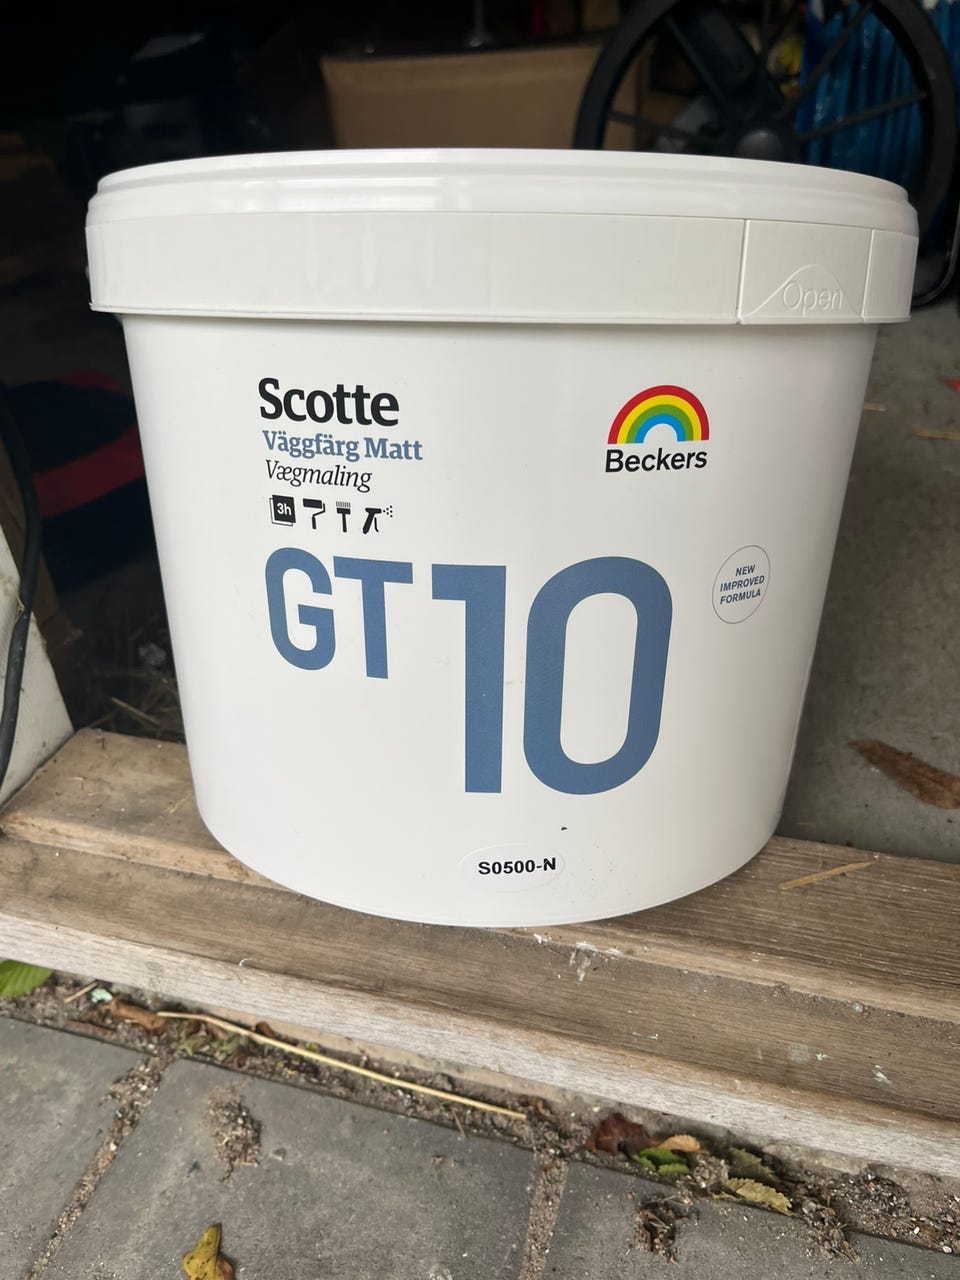 Open
Scotte
Väggfärg Matt
Vægmaling
3h
Beckers
GT10
NEW
IMPROVED
FORMULA
S0500-N